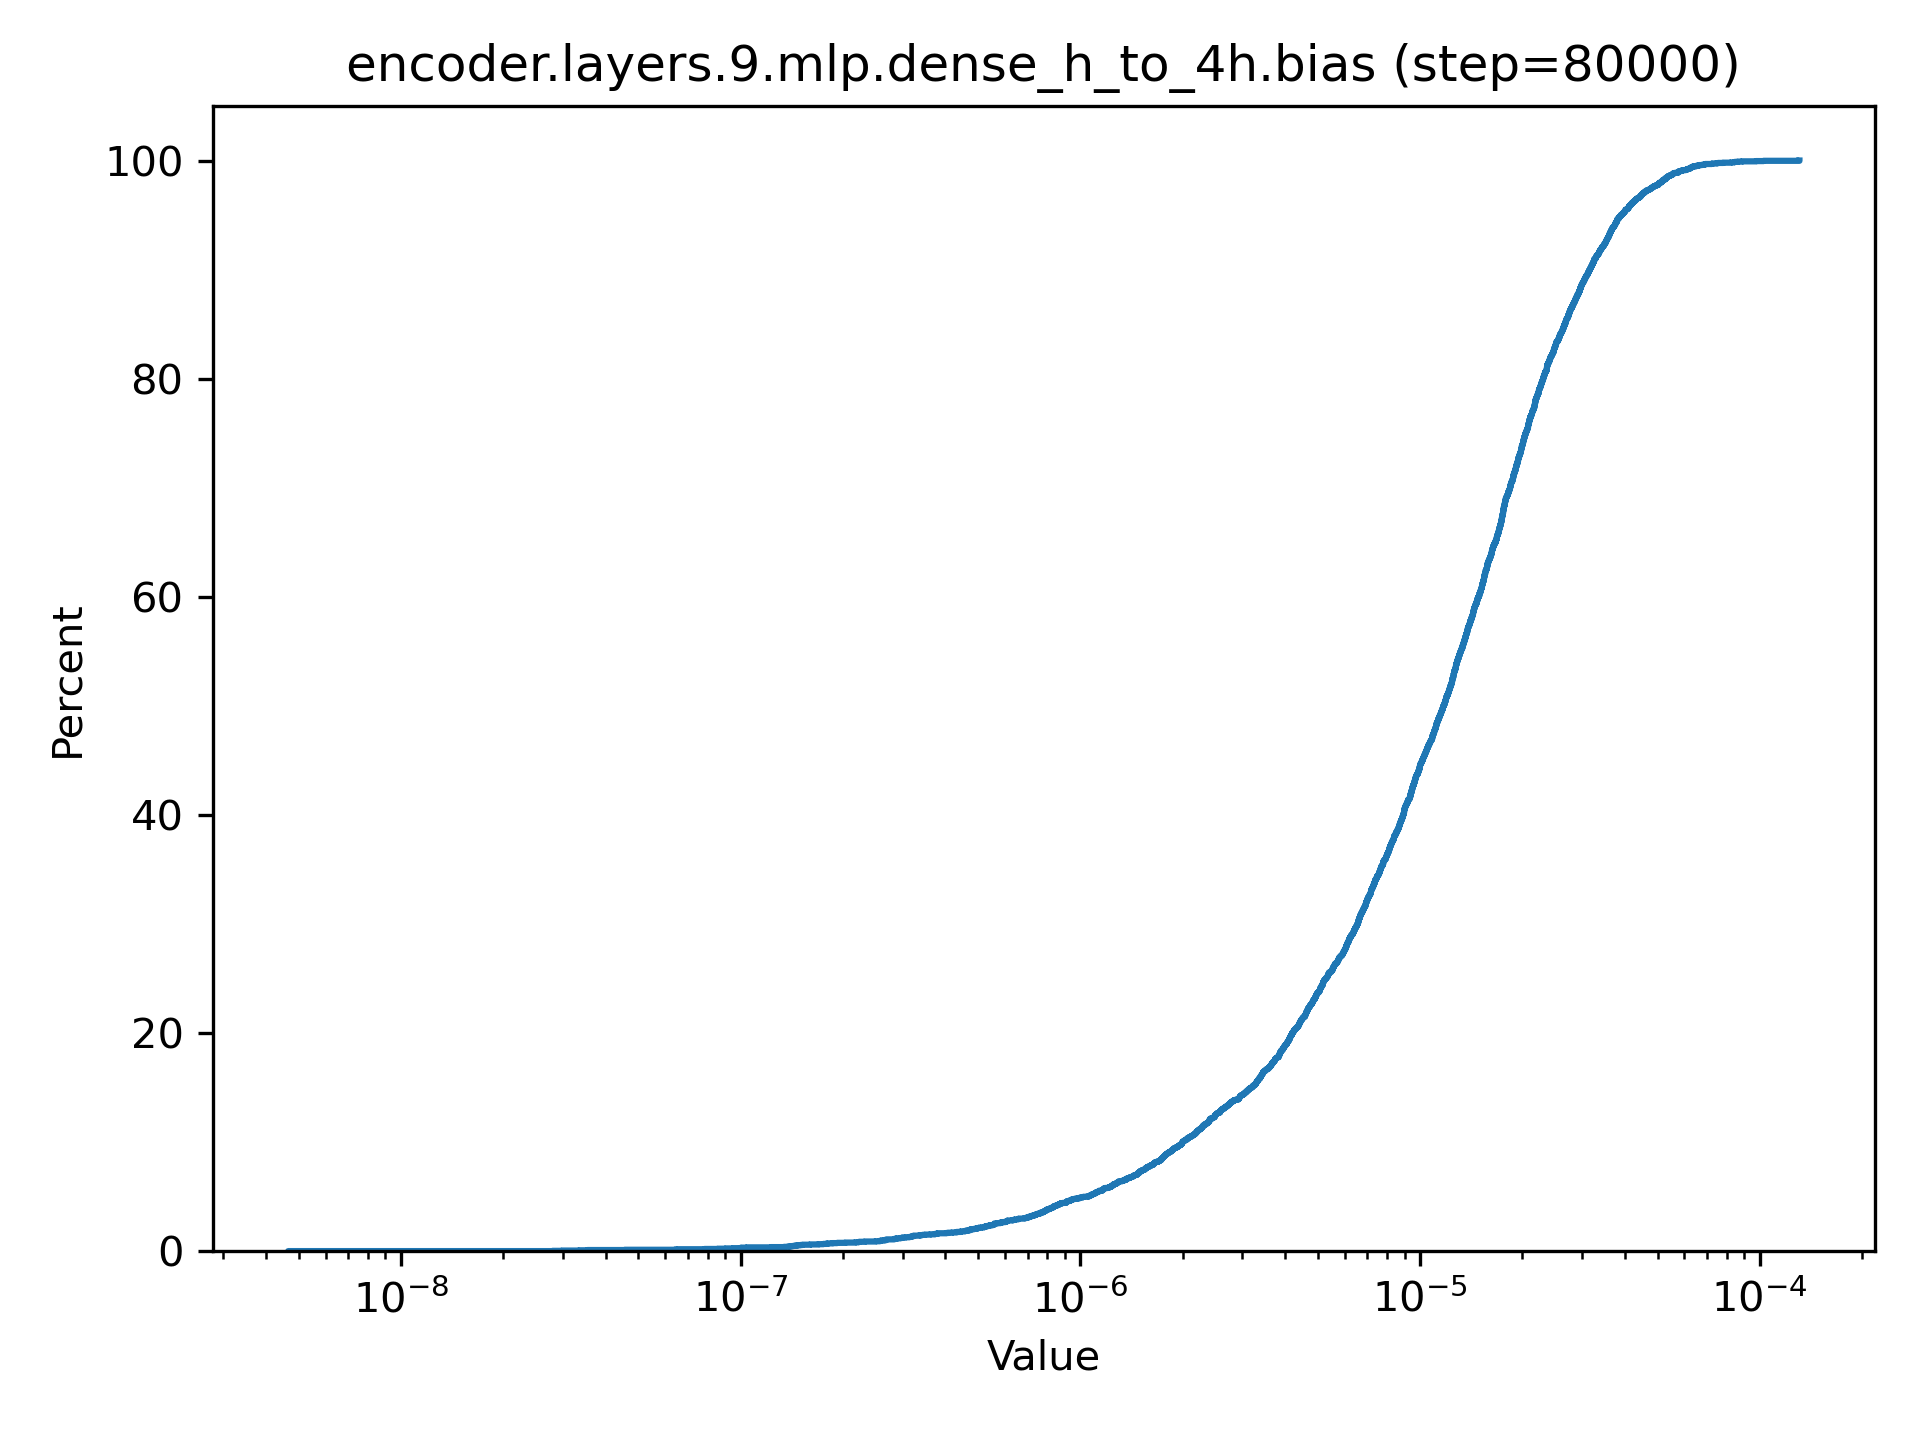 encoder.layers.9.mlp.dense_h_to_4h.bias (step=80000)
100
80
60
40
20
0
Percent
10⁻⁸ 10⁻⁷ 10⁻⁶ 10⁻⁵ 10⁻⁴
Value